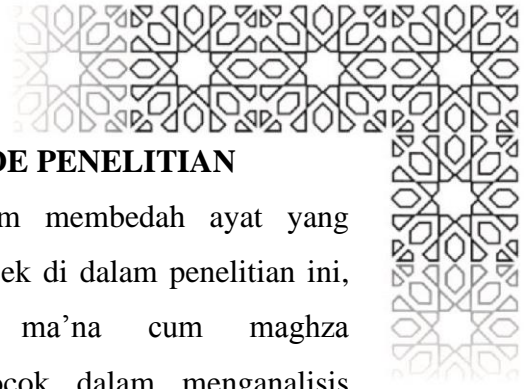 DE PENELITIAN
m membedah ayat yang
ek di dalam penelitian ini,
ma’na cum maghza
ocok dalam menganalisis